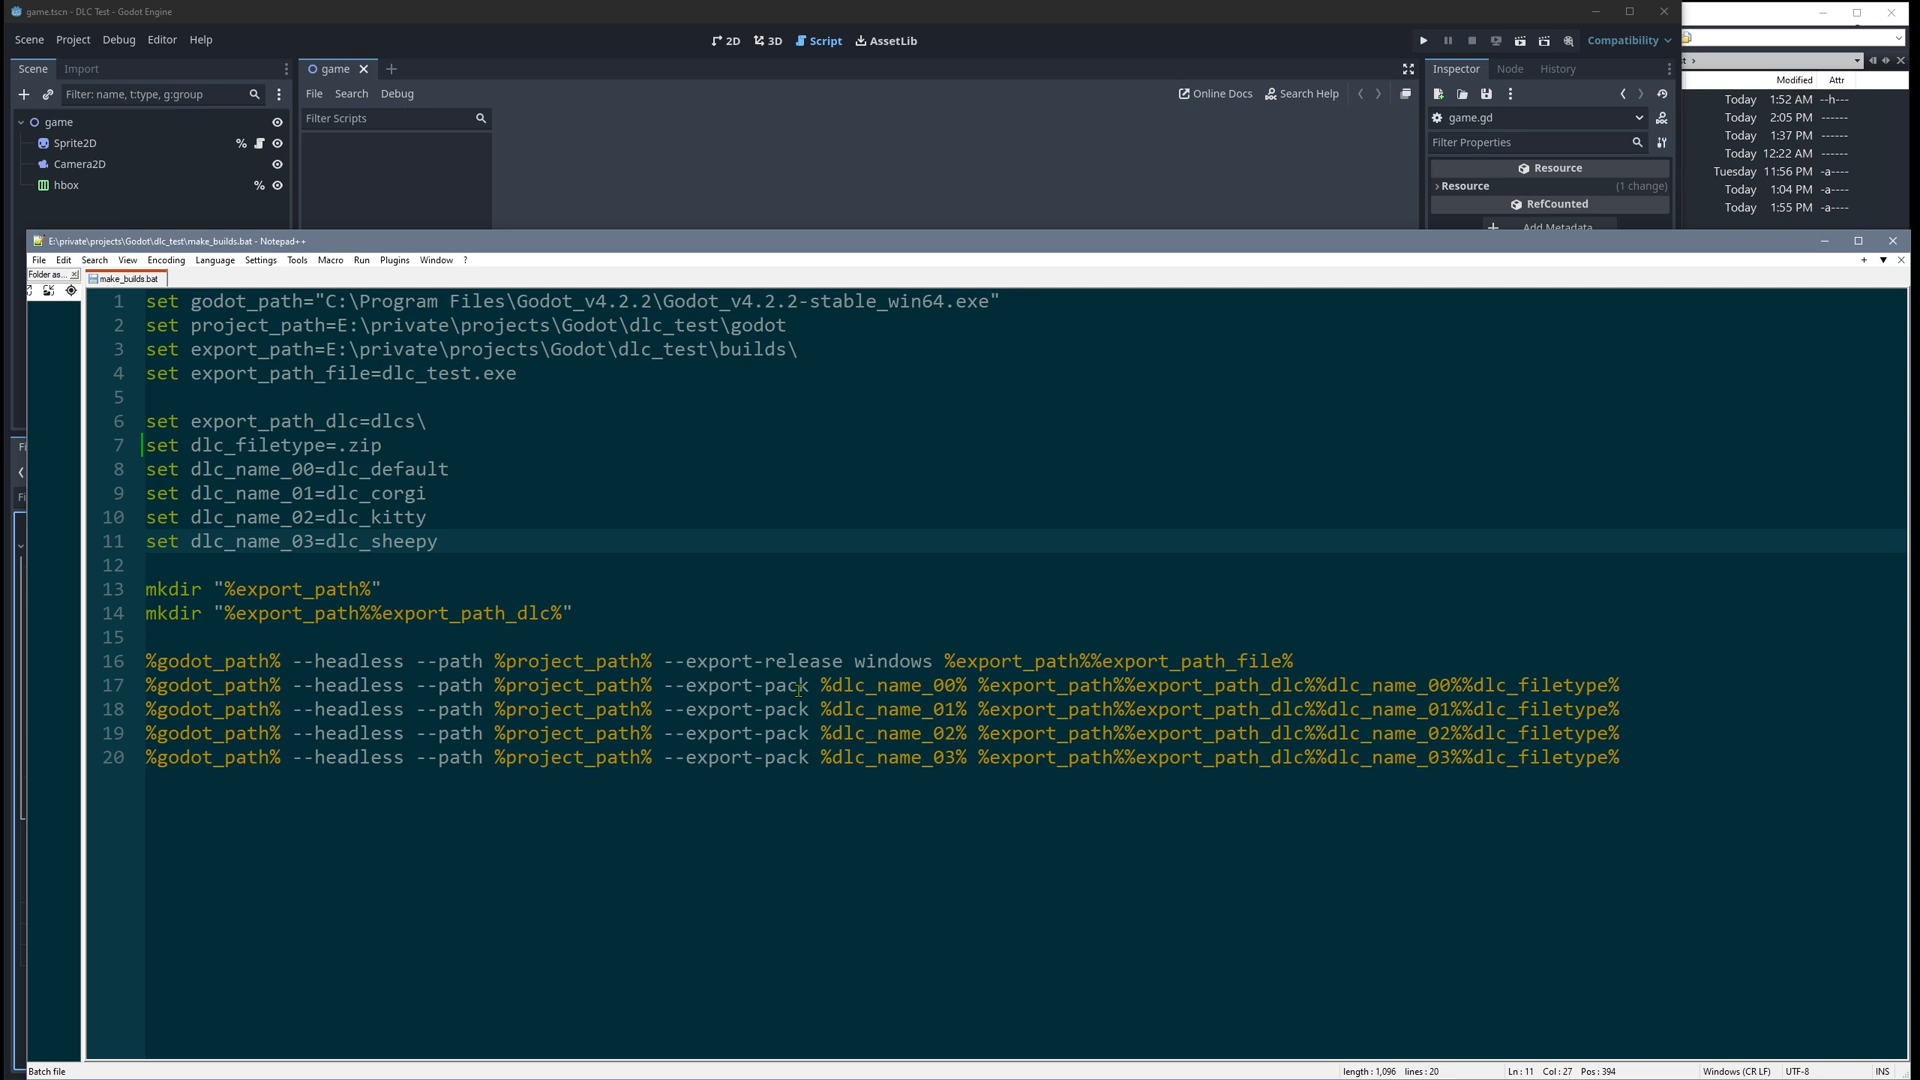 game.tscn - DLC Test - Godot Engine
Scene Project Debug Editor Help
2D 3D Script AssetLib
Compatibility
Scene Import
game
Inspector Node History
Filter: name, t:type, g:group
File Search Debug
Online Docs Search Help
Modified Attr
Today 1:52 AM --h---
Today 2:05 PM ------
Today 1:37 PM ------
Today 12:22 AM ------
Tuesday 11:56 PM -a----
Today 1:04 PM -a----
Today 1:55 PM -a----
game
Sprite2D %
Camera2D
hbox %
Filter Scripts
game.gd
Filter Properties
Resource
Resource (1 change)
RefCounted
Add Metadata
E:\private\projects\Godot\dlc_test\make_builds.bat - Notepad++
File Edit Search View Encoding Language Settings Tools Macro Run Plugins Window ?
Folder as...
make_builds.bat
1 set godot_path="C:\Program Files\Godot_v4.2.2\Godot_v4.2.2-stable_win64.exe"
2 set project_path=E:\private\projects\Godot\dlc_test\godot
3 set export_path=E:\private\projects\Godot\dlc_test\builds\
4 set export_path_file=dlc_test.exe
5
6 set export_path_dlc=dlcs\
7 set dlc_filetype=.zip
8 set dlc_name_00=dlc_default
9 set dlc_name_01=dlc_corgi
10 set dlc_name_02=dlc_kitty
11 set dlc_name_03=dlc_sheepy
12
13 mkdir "%export_path%"
14 mkdir "%export_path%%export_path_dlc%"
15
16 %godot_path% --headless --path %project_path% --export-release windows %export_path%%export_path_file%
17 %godot_path% --headless --path %project_path% --export-pack %dlc_name_00% %export_path%%export_path_dlc%%dlc_name_00%%dlc_filetype%
18 %godot_path% --headless --path %project_path% --export-pack %dlc_name_01% %export_path%%export_path_dlc%%dlc_name_01%%dlc_filetype%
19 %godot_path% --headless --path %project_path% --export-pack %dlc_name_02% %export_path%%export_path_dlc%%dlc_name_02%%dlc_filetype%
20 %godot_path% --headless --path %project_path% --export-pack %dlc_name_03% %export_path%%export_path_dlc%%dlc_name_03%%dlc_filetype%
Batch file
length : 1,096 lines : 20
Ln : 11 Col : 27 Pos : 394
Windows (CR LF)
UTF-8
INS